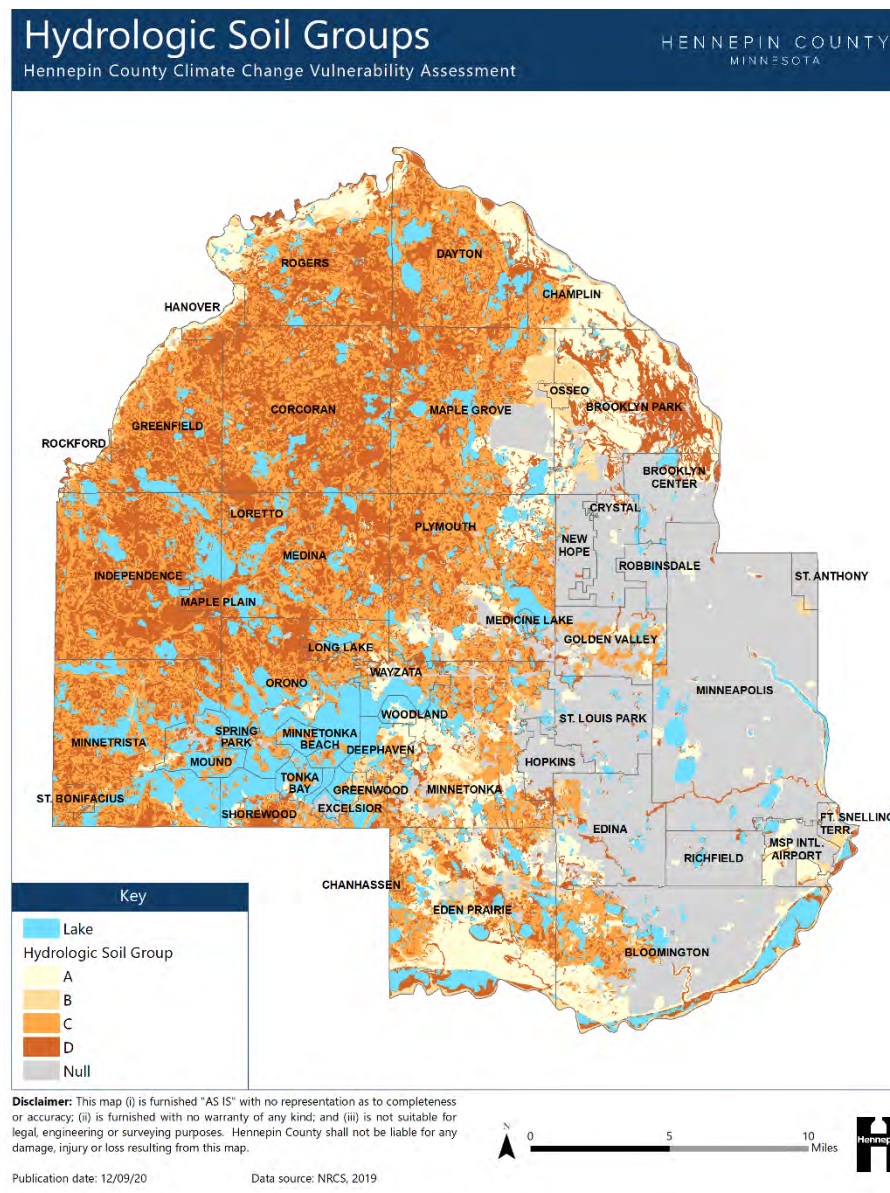 Hydrologic Soil Groups
Hennepin County Climate Change Vulnerability Assessment
HENNEPIN COUNTY
MINNESOTA
DAYTON
ROGERS
CHAMPLIN
HANOVER
OSSEO
BROOKLYN PARK
CORCORAN
MAPLE GROVE
GREENFIELD
ROCKFORD
BROOKLYN
CENTER
CRYSTAL
LORETTO
PLYMOUTH
NEW
HOPE
MEDINA
ROBBINSDALE
INDEPENDENCE
ST. ANTHONY
MAPLE PLAIN
MEDICINE LAKE
GOLDEN VALLEY
LONG LAKE
WAYZATA
ORONO
MINNEAPOLIS
WOODLAND
ST. LOUIS PARK
SPRING
PARK
MINNETONKA
BEACH
MINNETRISTA
DEEPHAVEN
MOUND
HOPKINS
TONKA
BAY
GREENWOOD
MINNETONKA
ST. BONIFACIUS
EXCELSIOR
SHOREWOOD
FT. SNELLING
TERR.
EDINA
MSP INTL.
AIRPORT
RICHFIELD
CHANHASSEN
EDEN PRAIRIE
BLOOMINGTON
Key
Lake
Hydrologic Soil Group
A
B
C
D
Null
Disclaimer: This map (i) is furnished "AS IS" with no representation as to completeness
or accuracy; (ii) is furnished with no warranty of any kind; and (iii) is not suitable for
legal, engineering or surveying purposes. Hennepin County shall not be liable for any
damage, injury or loss resulting from this map.
Publication date: 12/09/20 Data source: NRCS, 2019
N
0 5 10
Miles
Hennep